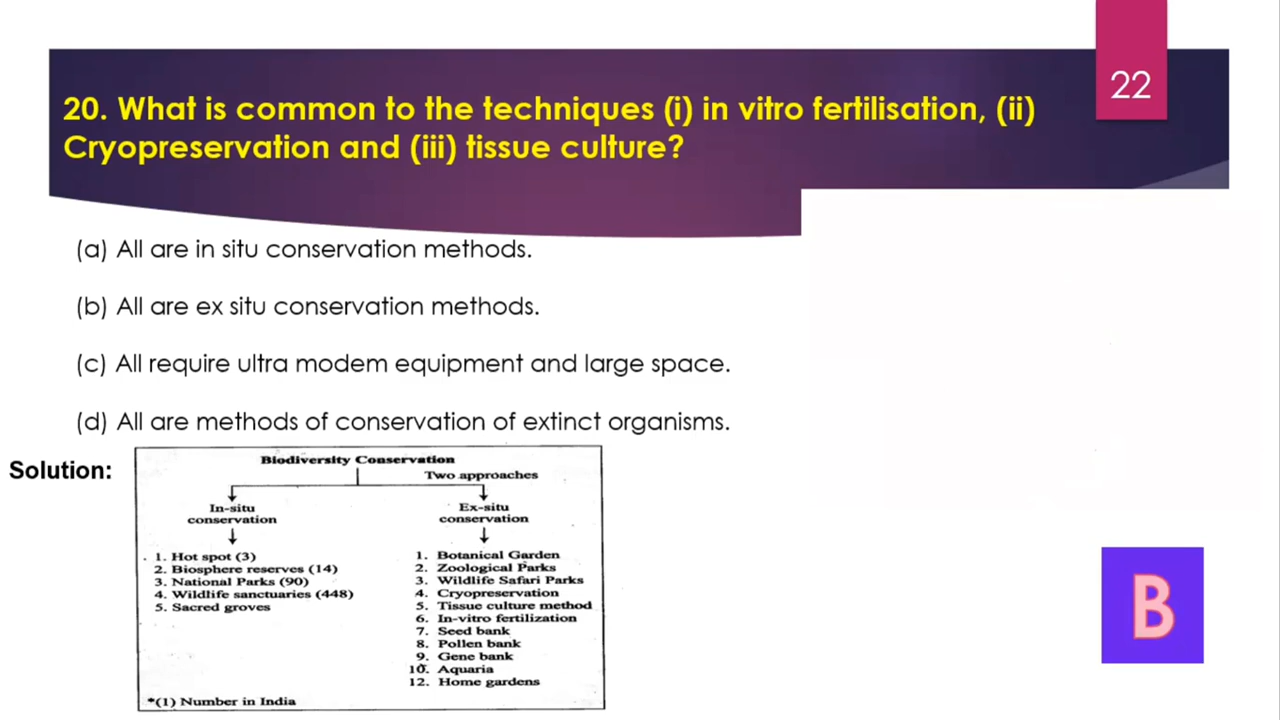 22
20. What is common to the techniques (i) in vitro fertilisation, (ii)
Cryopreservation and (iii) tissue culture?
(a) All are in situ conservation methods.
(b) All are ex situ conservation methods.
(c) All require ultra modem equipment and large space.
(d) All are methods of conservation of extinct organisms.
Solution:
Biodiversity Conservation
Two approaches
In-situ
conservation
1. Hot spot (3)
2. Biosphere reserves (14)
3. National Parks (90)
4. Wildlife sanctuaries (448)
5. Sacred groves
Ex-situ
conservation
1. Botanical Garden
2. Zoological Parks
3. Wildlife Safari Parks
4. Cryopreservation
5. Tissue culture method
6. In-vitro fertilization
7. Seed bank
8. Pollen bank
9. Gene bank
10. Aquaria
12. Home gardens
*(1) Number in India
B